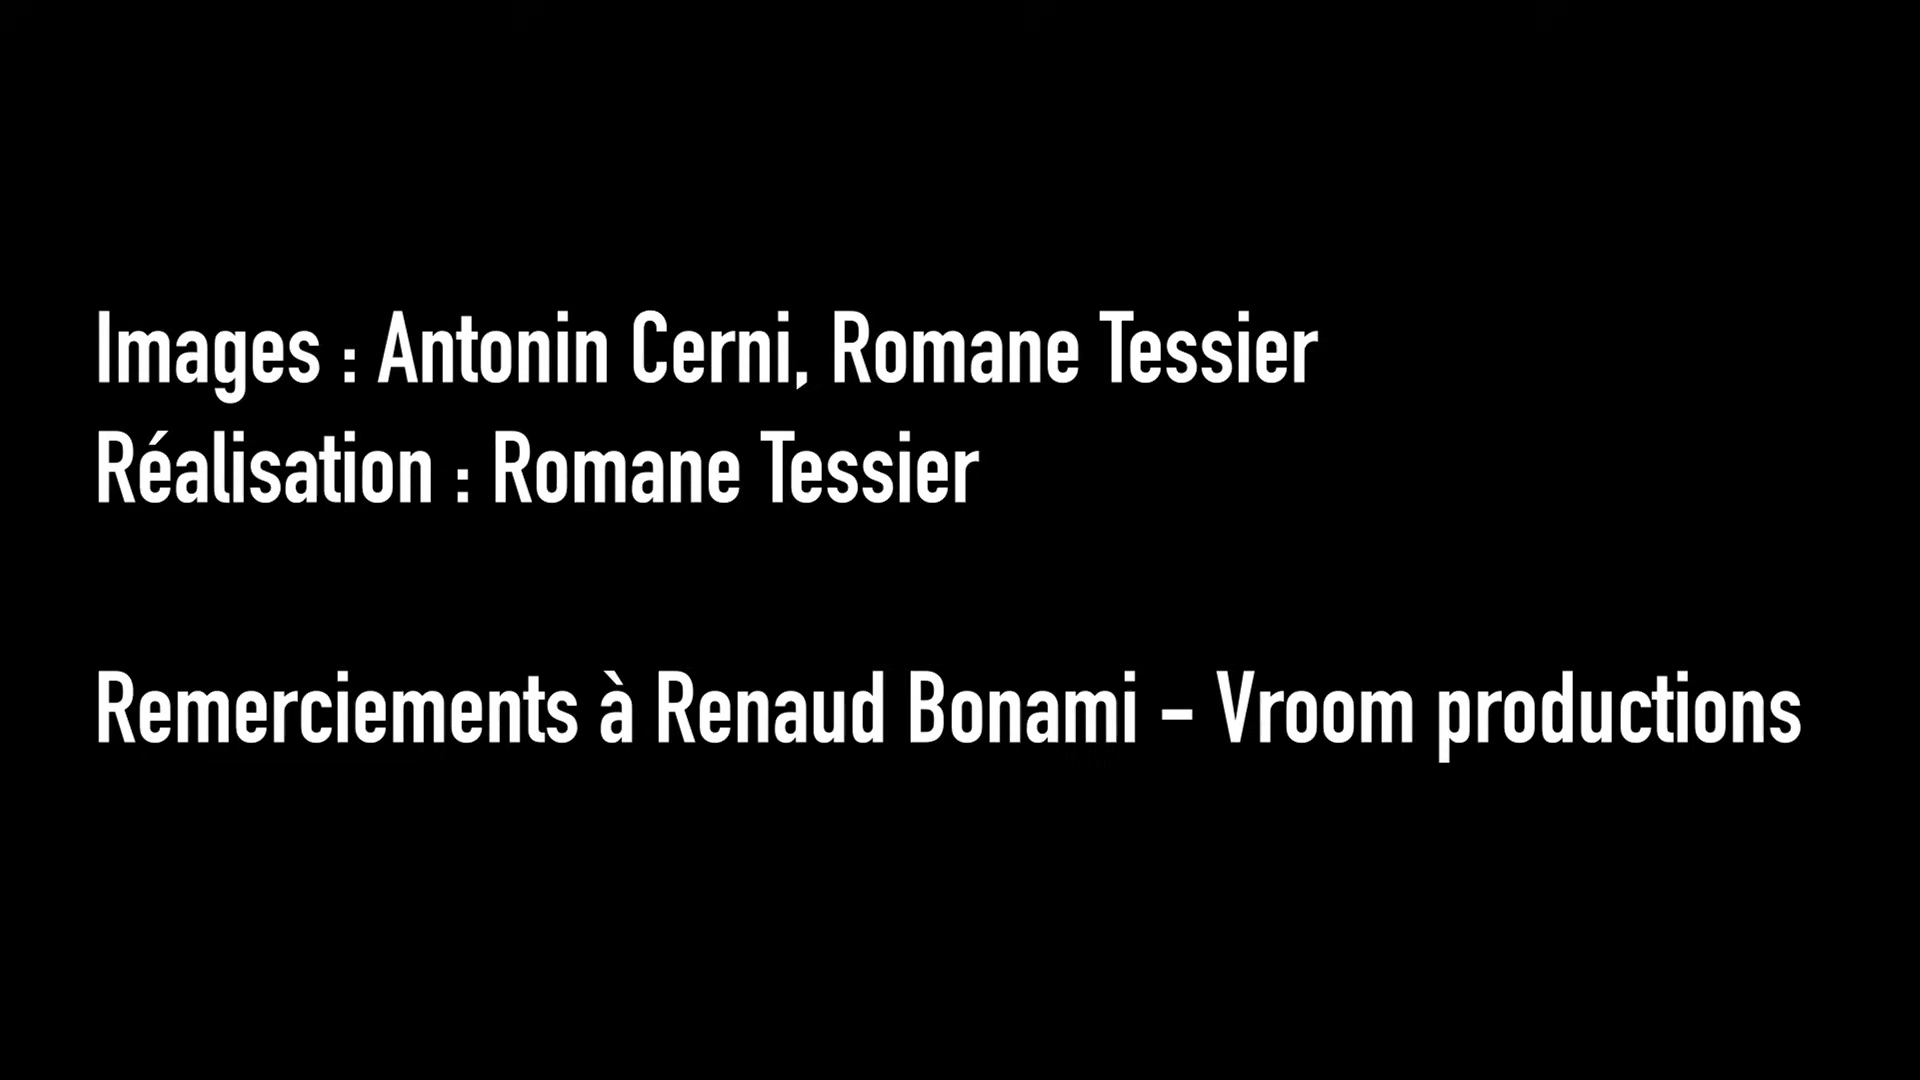 Images : Antonin Cerni, Romane Tessier
Réalisation : Romane Tessier
Remerciements à Renaud Bonami - Vroom productions